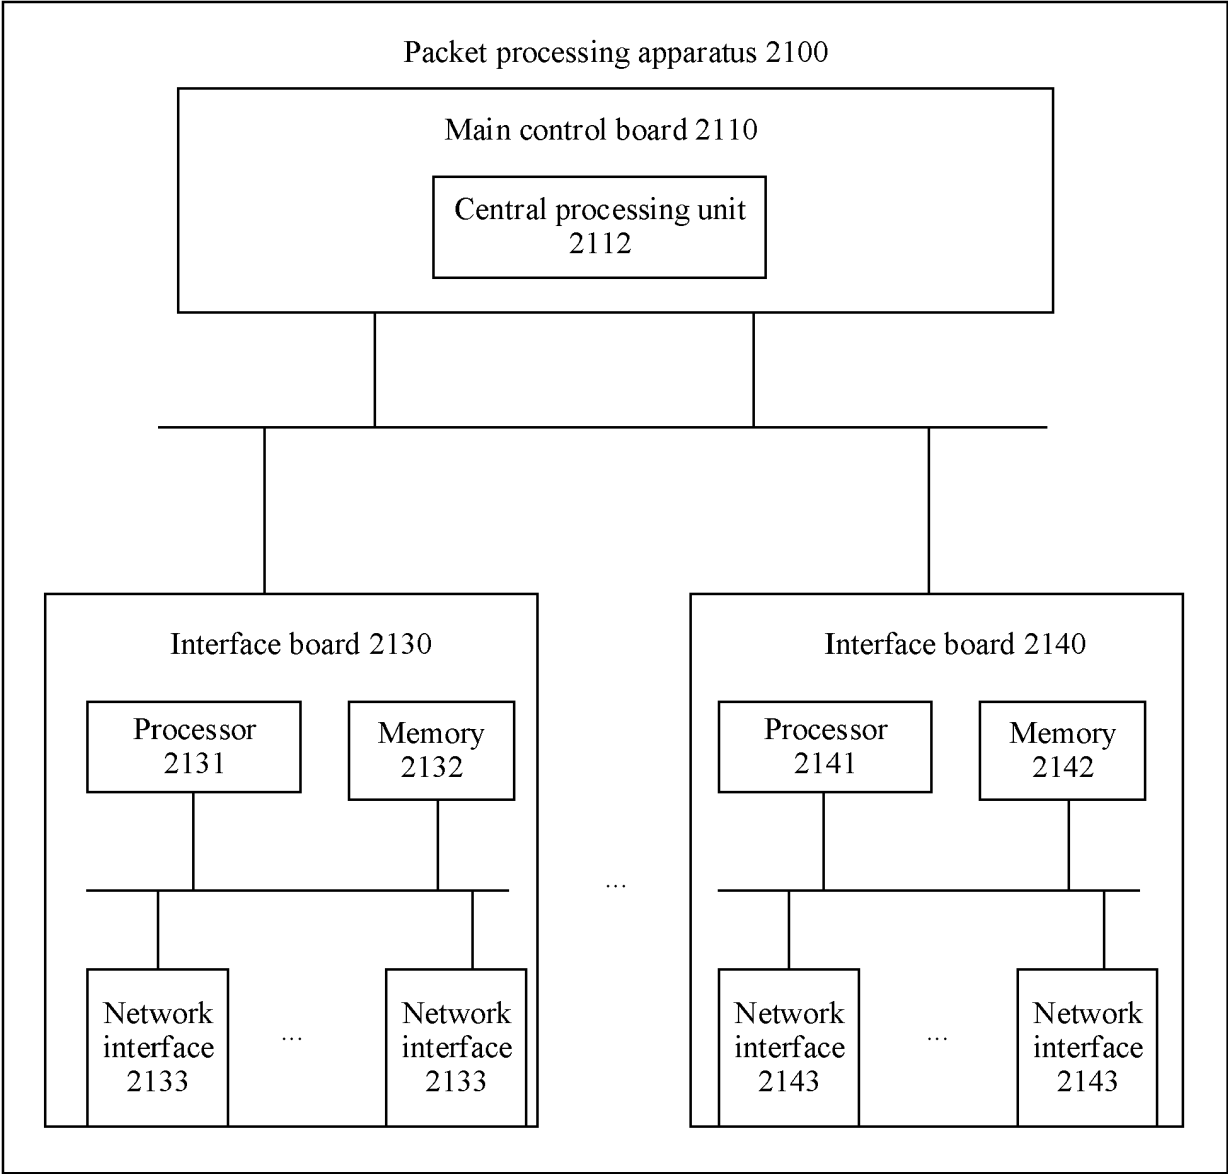 Packet processing apparatus 2100
Main control board 2110
Central processing unit
2112
Interface board 2130
Processor
2131
Memory
2132
...
Network
interface
2133
...
Network
interface
2133
Interface board 2140
Processor
2141
Memory
2142
Network
interface
2143
...
Network
interface
2143